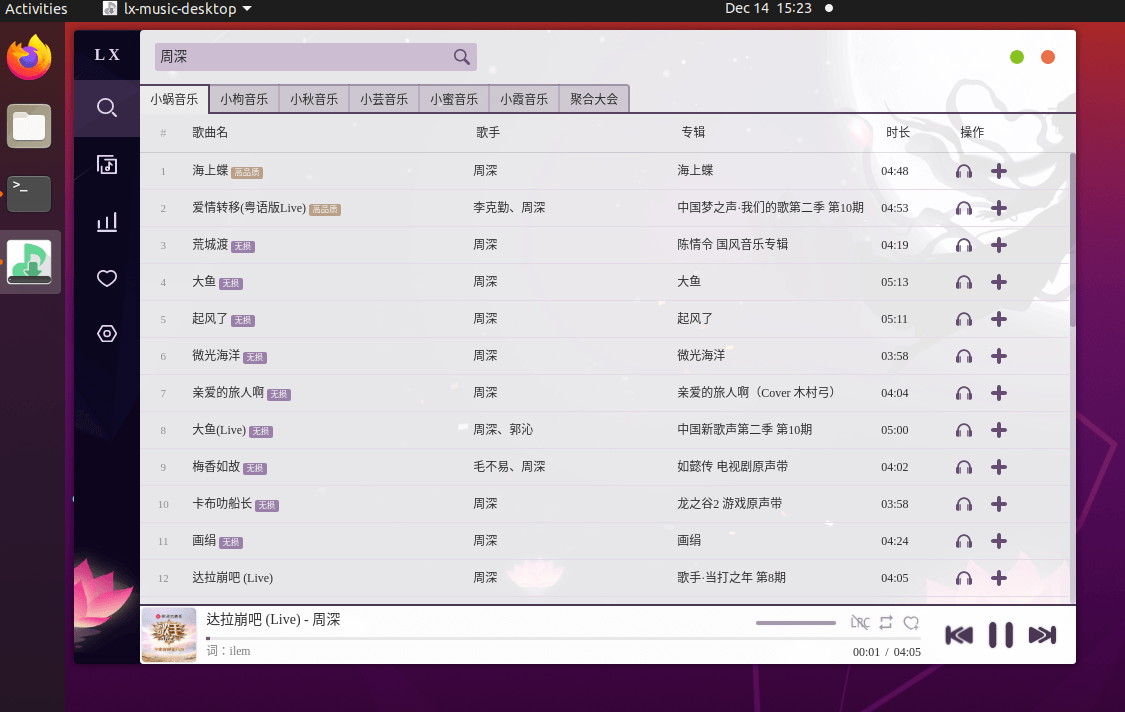 Activities lx-music-desktop Dec 14 15:23
LX 周深
小蜗音乐 小枸音乐 小秋音乐 小芸音乐 小蜜音乐 小霞音乐 聚合大会
# 歌曲名 歌手 专辑 时长 操作
1 海上蝶 高品质 周深 海上蝶 04:48
2 爱情转移(粤语版Live) 高品质 李克勤、周深 中国梦之声·我们的歌第二季 第10期 04:53
3 荒城渡 无损 周深 陈情令 国风音乐专辑 04:19
4 大鱼 无损 周深 大鱼 05:13
5 起风了 无损 周深 起风了 05:11
6 微光海洋 无损 周深 微光海洋 03:58
7 亲爱的旅人啊 无损 周深 亲爱的旅人啊（Cover 木村弓） 04:04
8 大鱼(Live) 无损 周深、郭沁 中国新歌声第二季 第10期 05:00
9 梅香如故 无损 毛不易、周深 如懿传 电视剧原声带 04:02
10 卡布叻船长 无损 周深 龙之谷2 游戏原声带 03:58
11 画绢 无损 周深 画绢 04:24
12 达拉崩吧 (Live) 周深 歌手·当打之年 第8期 04:05
达拉崩吧 (Live) - 周深
LRC
词：ilem 00:01 / 04:05